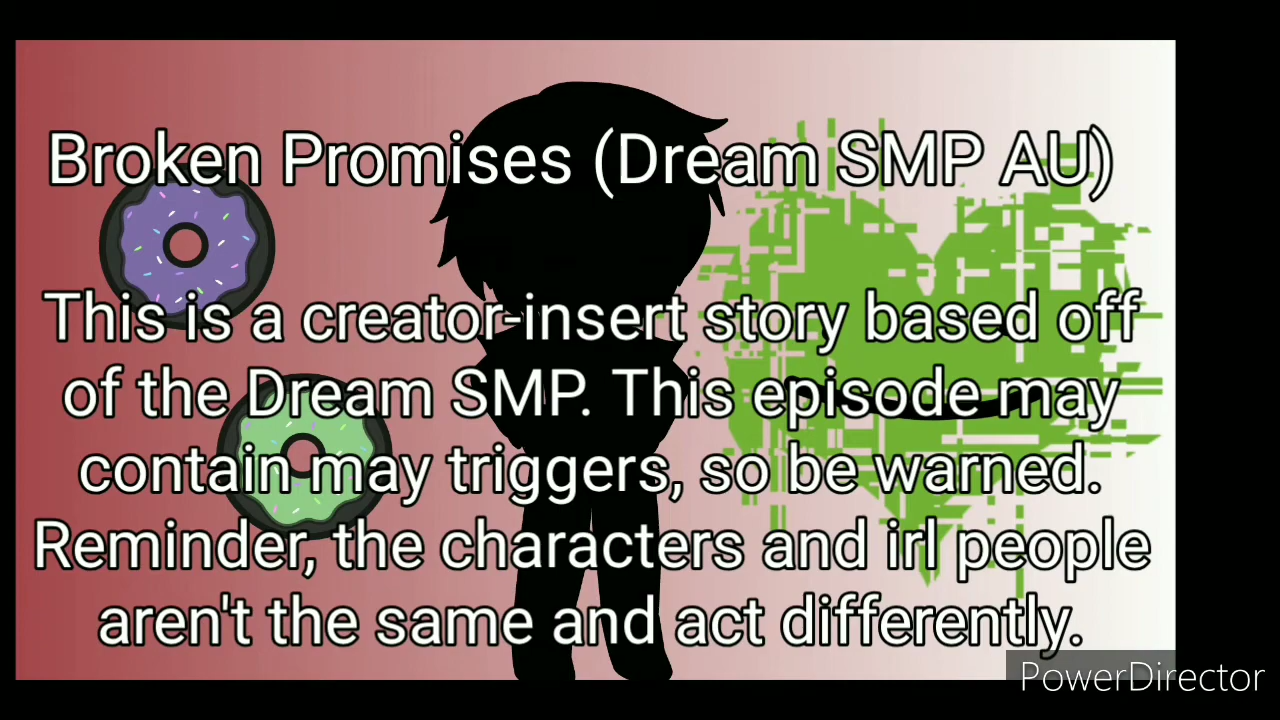 Broken Promises (Dream SMP AU)
This is a creator-insert story based off
of the Dream SMP. This episode may
contain may triggers, so be warned.
Reminder, the characters and irl people
aren't the same and act differently.
PowerDirector